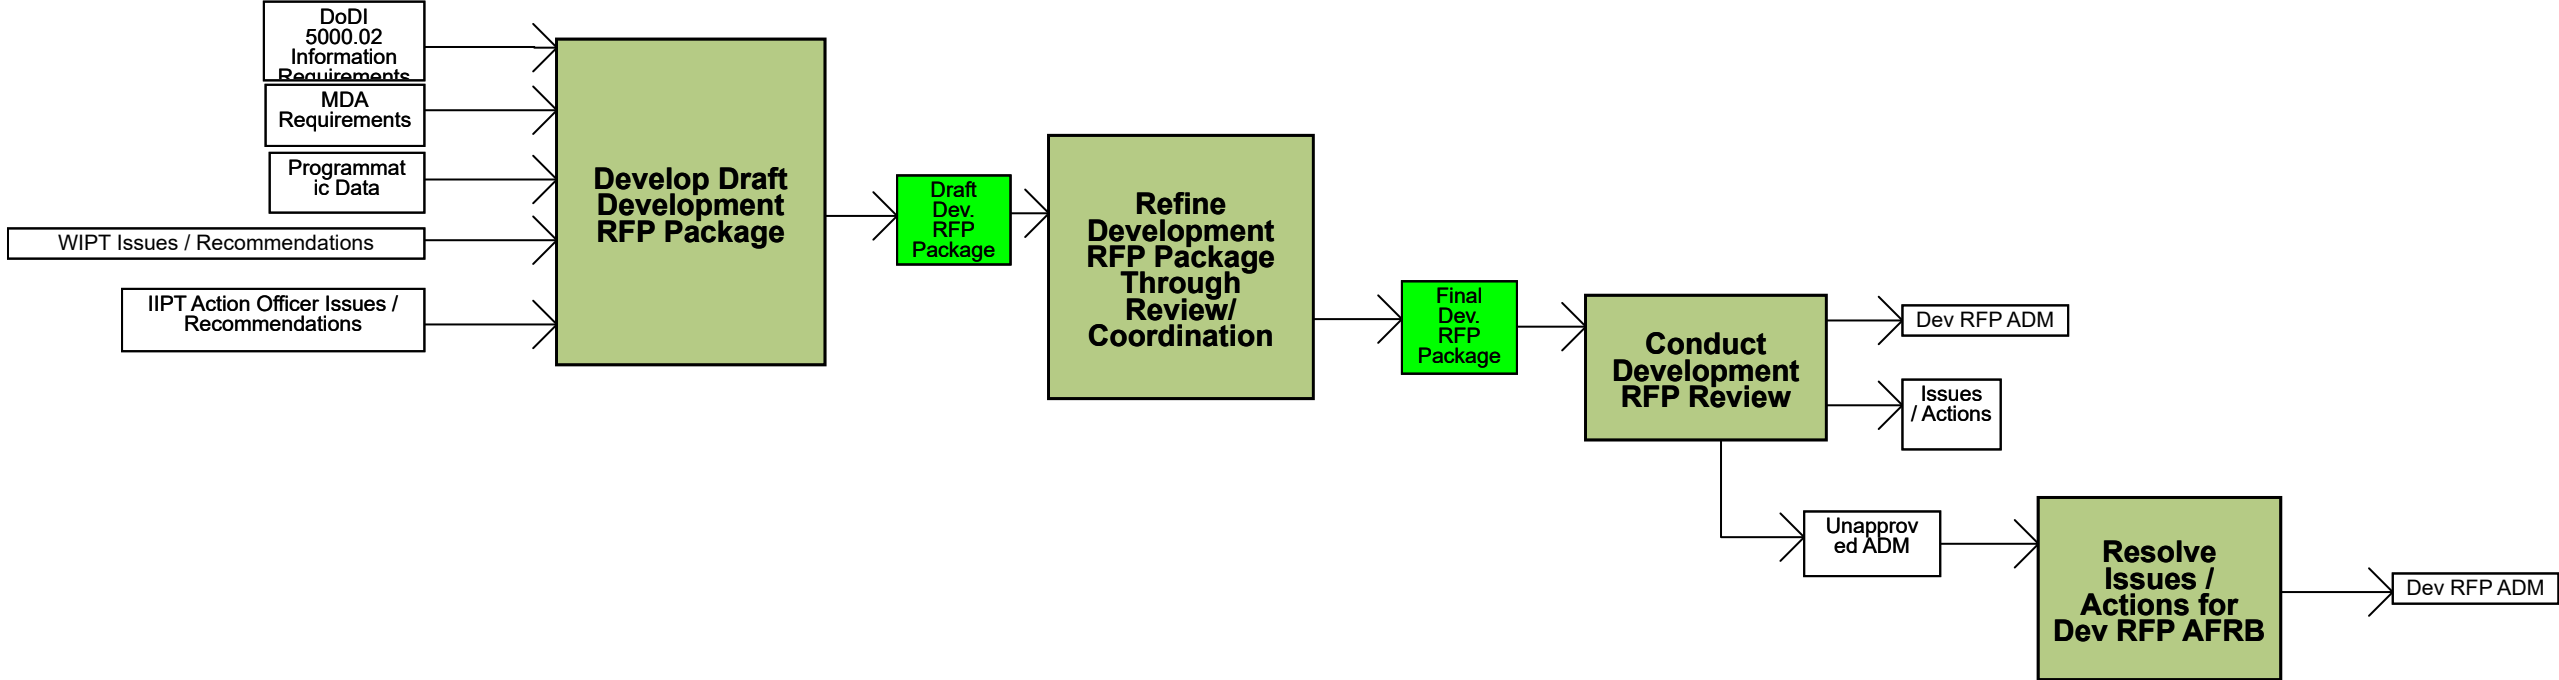 DoDI
5000.02
Information
Requirements
MDA
Requirements
Programmat
ic Data
WIPT Issues / Recommendations
IIPT Action Officer Issues /
Recommendations
Develop Draft
Development
RFP Package
Draft
Dev.
RFP
Package
Refine
Development
RFP Package
Through
Review/
Coordination
Final
Dev.
RFP
Package
Conduct
Development
RFP Review
Dev RFP ADM
Issues
/ Actions
Unapprov
ed ADM
Resolve
Issues /
Actions for
Dev RFP AFRB
Dev RFP ADM